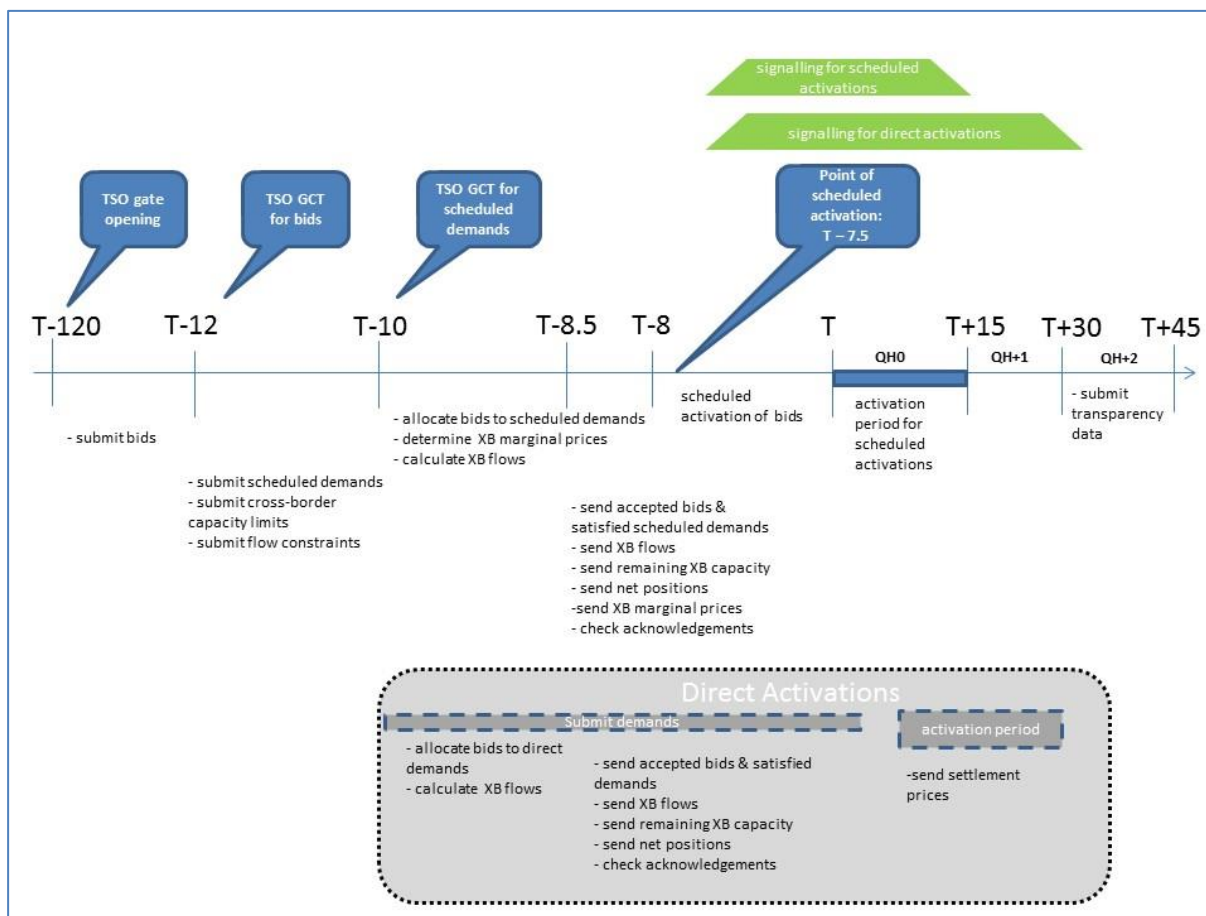 signalling for scheduled
activations
signalling for direct activations
TSO gate
opening
TSO GCT
for bids
TSO GCT for
scheduled
demands
Point of
scheduled
activation:
T – 7.5
T-120
T-12
T-10
T-8.5
T-8
T
T+15
T+30
T+45
QH0
QH+1
QH+2
- submit bids
- submit scheduled demands
- submit cross-border
capacity limits
- submit flow constraints
- allocate bids to scheduled demands
- determine XB marginal prices
- calculate XB flows
- send accepted bids &
satisfied scheduled demands
- send XB flows
- send remaining XB capacity
- send net positions
-send XB marginal prices
- check acknowledgements
scheduled
activation of bids
activation
period for
scheduled
activations
- submit
transparency
data
Direct Activations
Submit demands
activation period
- allocate bids to direct
demands
- calculate XB flows
- send accepted bids & satisfied
demands
- send XB flows
- send remaining XB capacity
- send net positions
- check acknowledgements
-send settlement
prices